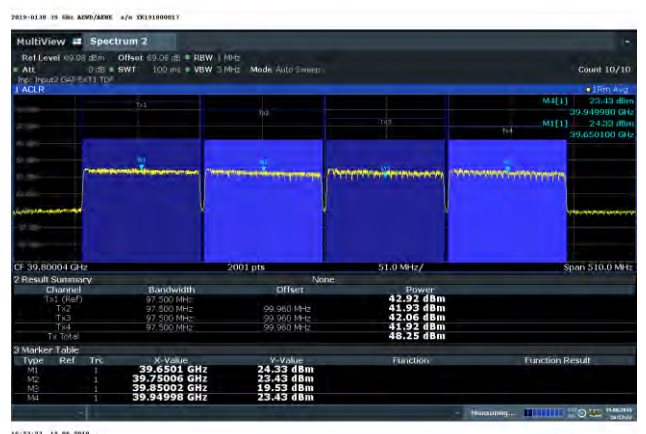 2019-0138 39 GHz AEWD/AEWE s/n YK191800017
MultiView Spectrum 2
Ref Level 69.08 dBm Offset 69.06 dB RBW 1 MHz
Att 0 dB SWT 100 ms VBW 3 MHz Mode Auto Sweep Count 10/10
1 ACLR 1Rm Avg
M4[1] 23.43 dBm
39.949980 GHz
M1[1] 24.33 dBm
39.650100 GHz
Tx1 Tx2 Tx3 Tx4
M1 M2 M3
CF 39.80004 GHz 2001 pts 51.0 MHz/ Span 510.0 MHz
2 Result Summary None
Channel Bandwidth Offset Power
Tx1 (Ref) 97.500 MHz 42.92 dBm
Tx2 97.500 MHz 99.960 MHz 41.93 dBm
Tx3 97.500 MHz 99.960 MHz 42.06 dBm
Tx4 97.500 MHz 99.960 MHz 41.92 dBm
Tx Total 48.25 dBm
3 Marker Table
Type Ref Trc X-Value Y-Value Function Function Result
M1 1 39.6501 GHz 24.33 dBm
M2 1 39.75006 GHz 23.43 dBm
M3 1 39.85002 GHz 19.53 dBm
M4 1 39.94998 GHz 23.43 dBm
Measuring...